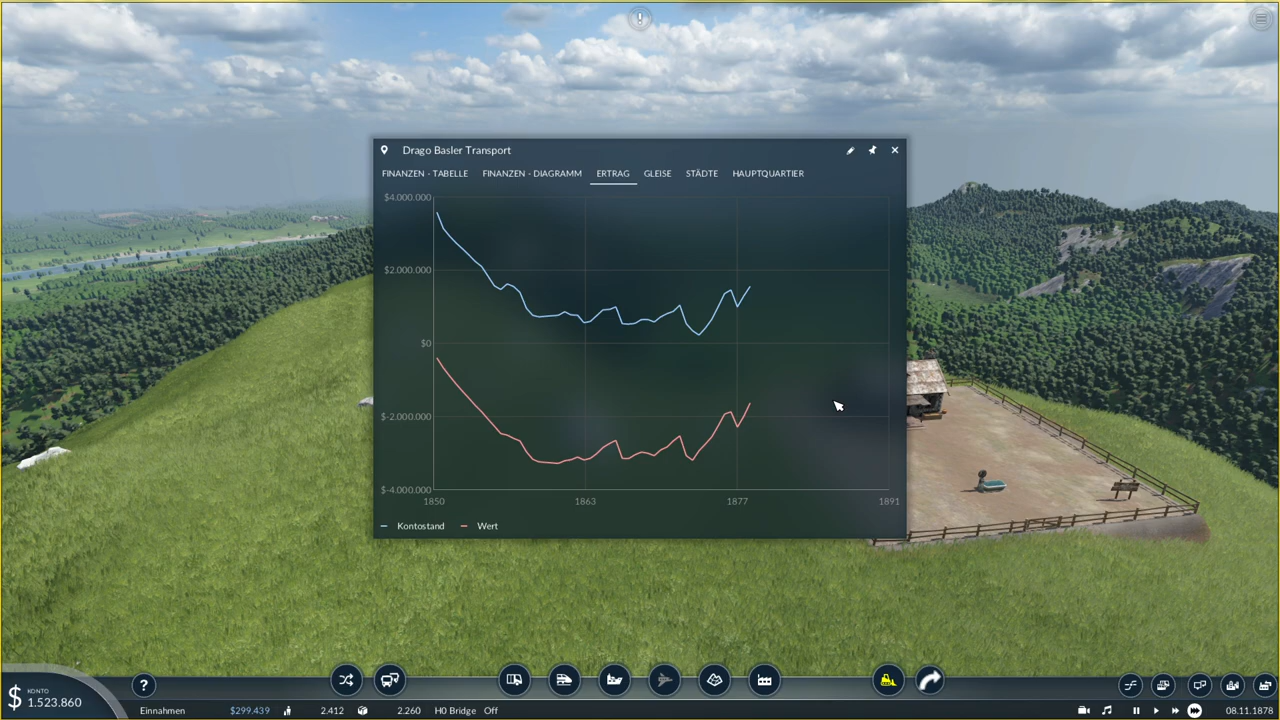 Drago Basler Transport
FINANZEN - TABELLE FINANZEN - DIAGRAMM ERTRAG GLEISE STÄDTE HAUPTQUARTIER
$4.000.000
$2.000.000
$0
$-2.000.000
$-4.000.000
1850 1863 1877 1891
Kontostand Wert
KONTO
$ 1.523.860
?
Einnahmen $299.439 2.412 2.260 H0 Bridge Off
08.11.1878